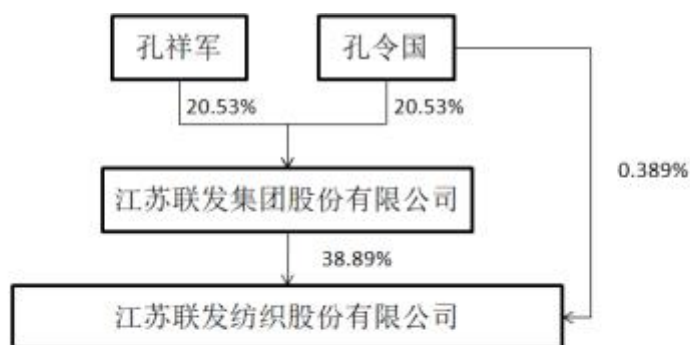 孔祥军
孔令国
20.53%
20.53%
0.389%
江苏联发集团股份有限公司
38.89%
江苏联发纺织股份有限公司